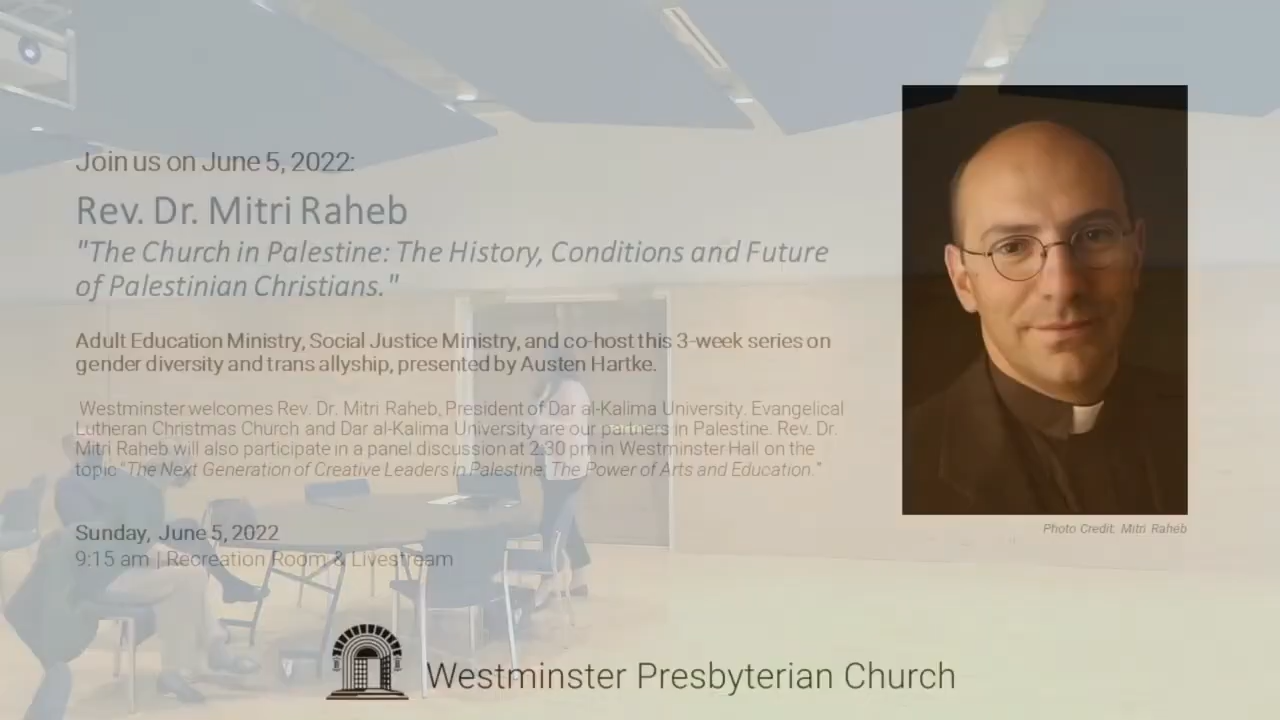 Join us on June 5, 2022:
Rev. Dr. Mitri Raheb
"The Church in Palestine: The History, Conditions and Future
of Palestinian Christians."
Adult Education Ministry, Social Justice Ministry, and co-host this 3-week series on
gender diversity and trans allyship, presented by Austen Hartke.
Westminster welcomes Rev. Dr. Mitri Raheb, President of Dar al-Kalima University. Evangelical
Lutheran Christmas Church and Dar al-Kalima University are our partners in Palestine. Rev. Dr.
Mitri Raheb will also participate in a panel discussion at 2:30 pm in Westminster Hall on the
topic "The Next Generation of Creative Leaders in Palestine: The Power of Arts and Education."
Sunday, June 5, 2022
9:15 am | Recreation Room & Livestream
Photo Credit: Mitri Raheb
Westminster Presbyterian Church